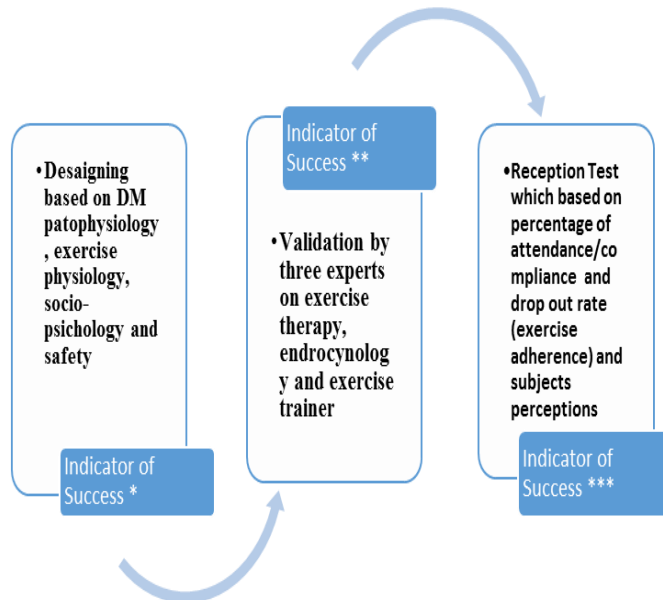 •Desaigning
based on DM
patophysiology
, exercise
physiology,
socio-
psichology and
safety
Indicator of
Success *
Indicator of
Success **
•Validation by
three experts
on exercise
therapy,
endrocynolog
y and exercise
trainer
•Reception Test
which based on
percentage of
attendance/co
mpliance and
drop out rate
(exercise
adherence) and
subjects
perceptions
Indicator of
Success ***